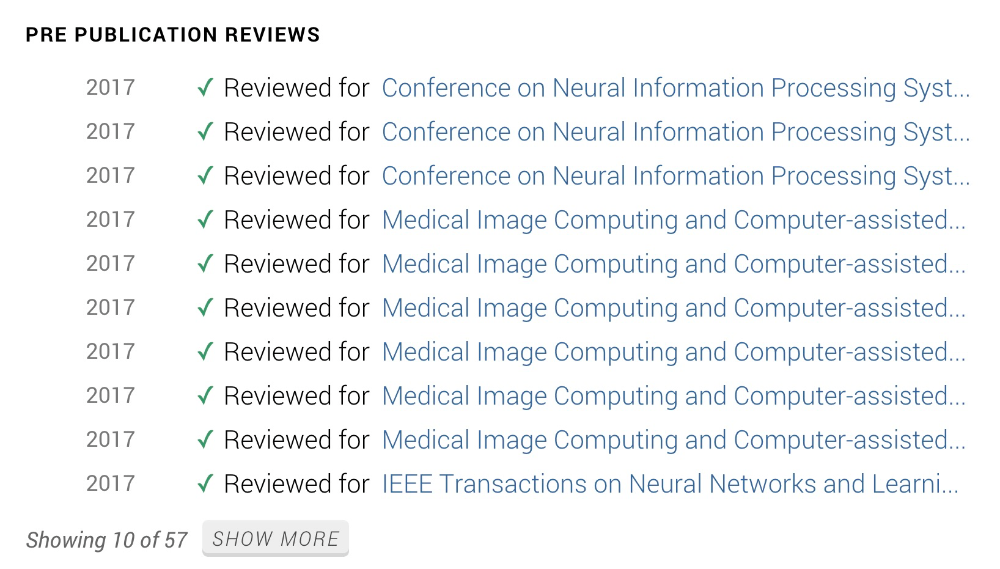 PRE PUBLICATION REVIEWS
2017 ✓ Reviewed for Conference on Neural Information Processing Syst...
2017 ✓ Reviewed for Conference on Neural Information Processing Syst...
2017 ✓ Reviewed for Conference on Neural Information Processing Syst...
2017 ✓ Reviewed for Medical Image Computing and Computer-assisted...
2017 ✓ Reviewed for Medical Image Computing and Computer-assisted...
2017 ✓ Reviewed for Medical Image Computing and Computer-assisted...
2017 ✓ Reviewed for Medical Image Computing and Computer-assisted...
2017 ✓ Reviewed for Medical Image Computing and Computer-assisted...
2017 ✓ Reviewed for Medical Image Computing and Computer-assisted...
2017 ✓ Reviewed for IEEE Transactions on Neural Networks and Learni...
Showing 10 of 57 SHOW MORE